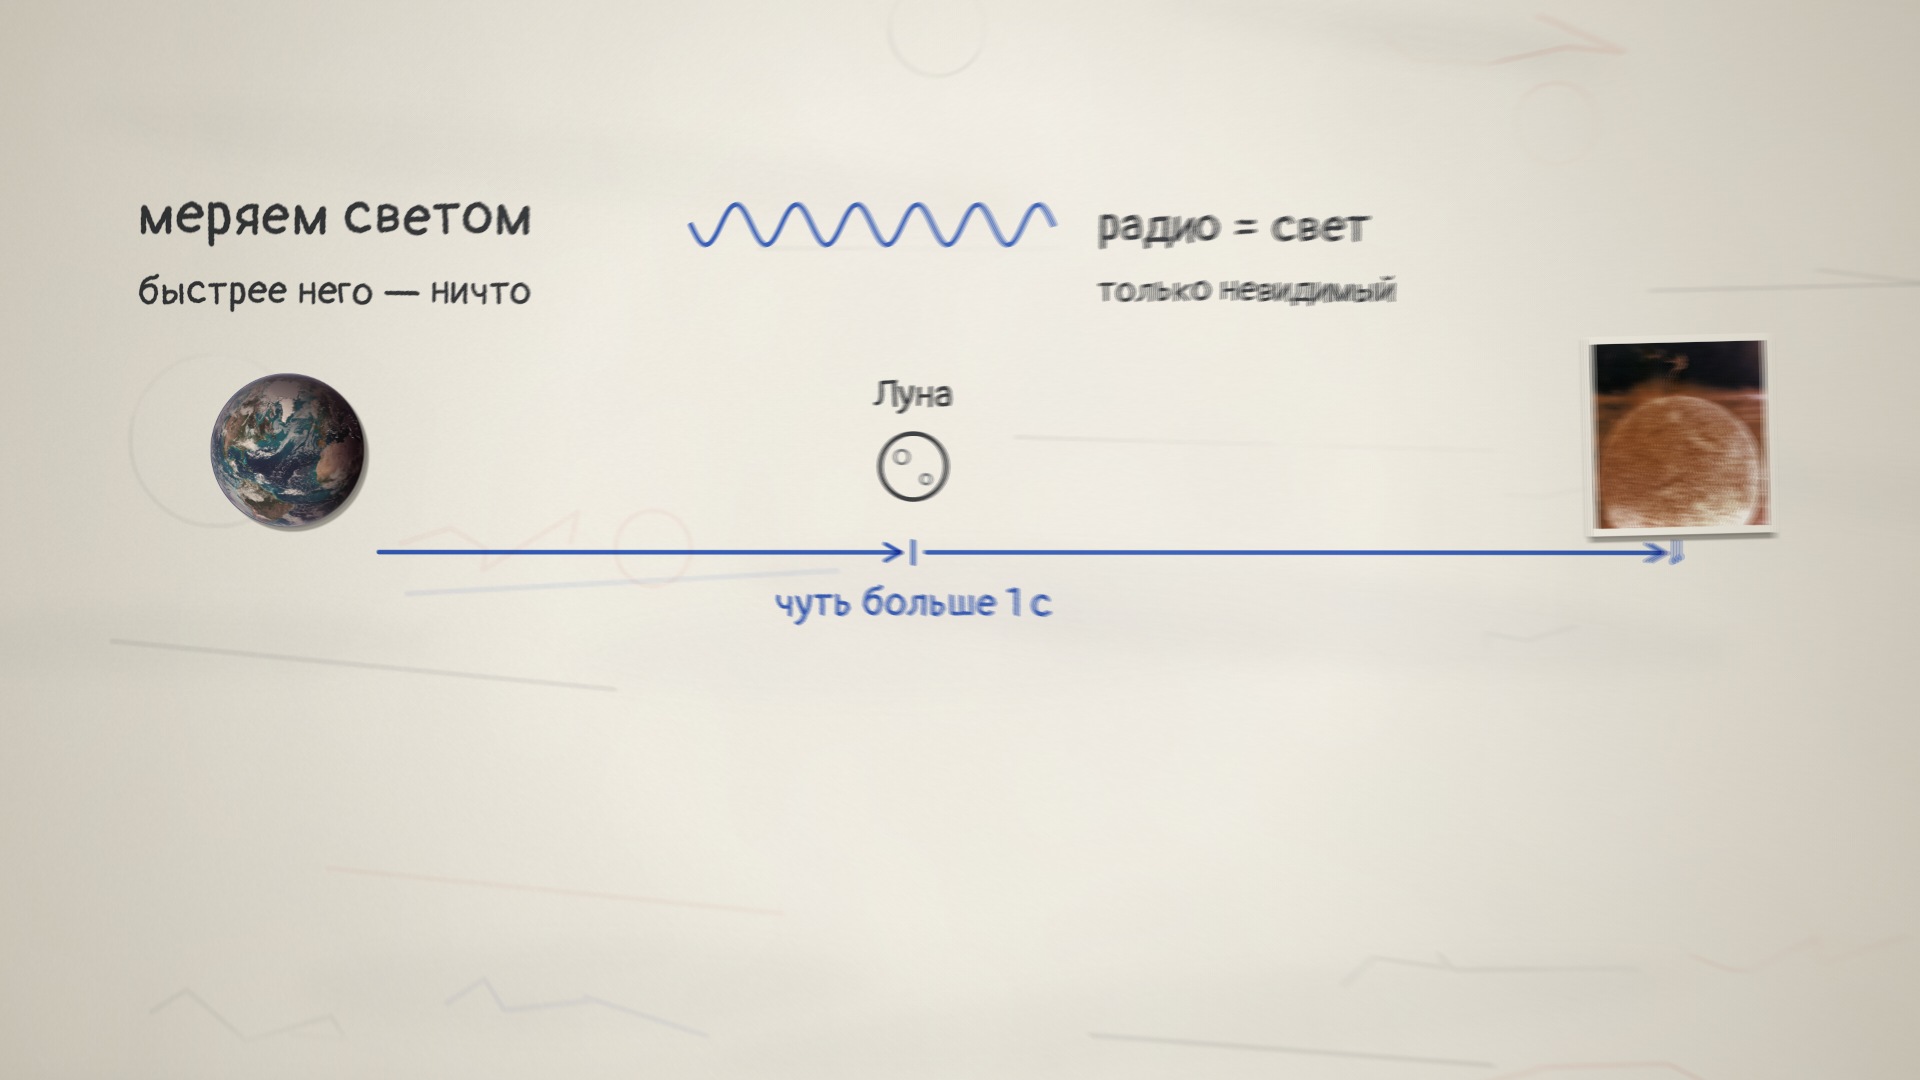 меряем светом
быстрее него — ничто
радио = свет
только невидимый
Луна
чуть больше 1 с